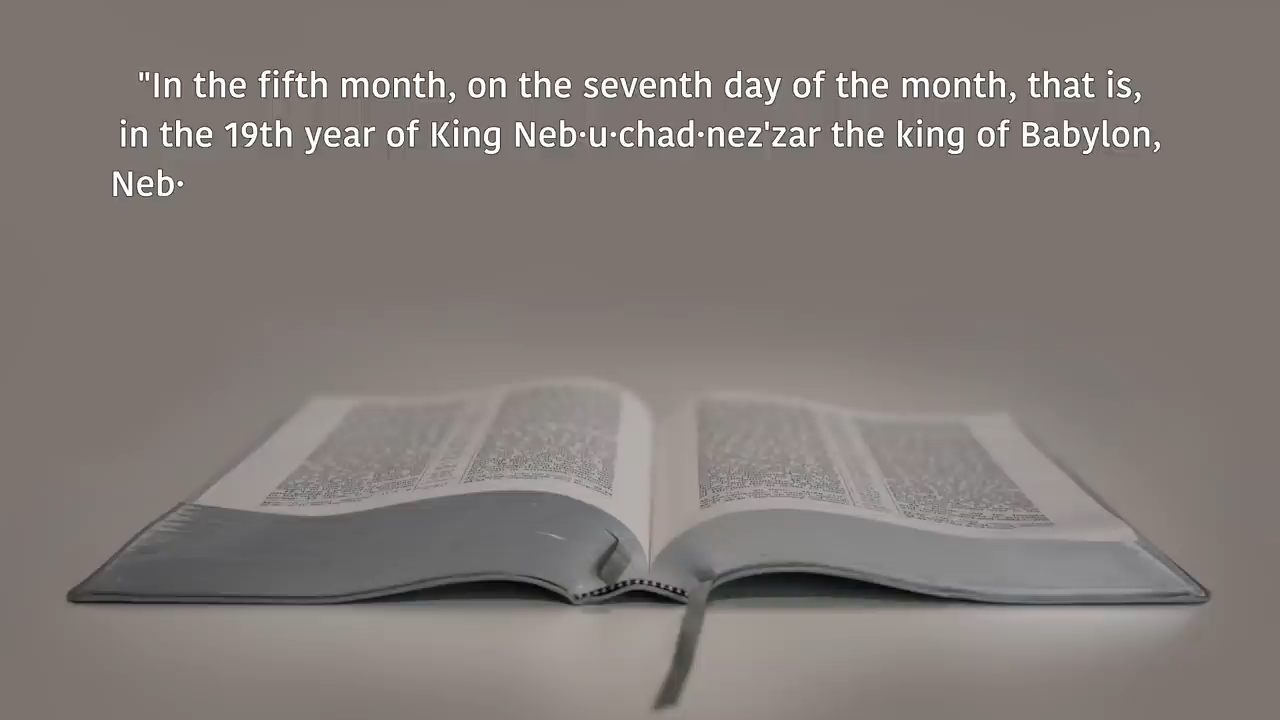 "In the fifth month, on the seventh day of the month, that is,
in the 19th year of King Neb·u·chad·nez'zar the king of Babylon,
Neb·